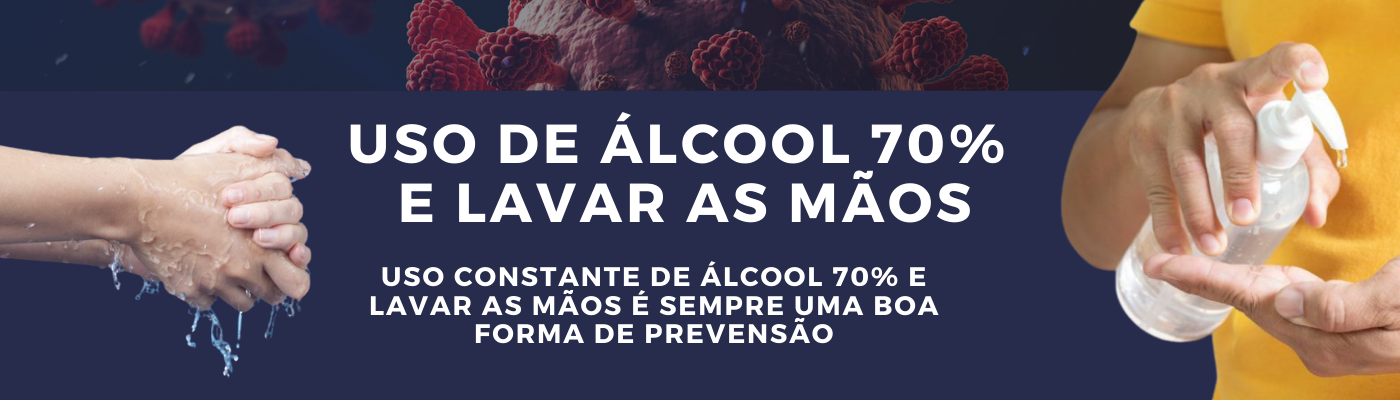 USO DE ÁLCOOL 70%
E LAVAR AS MÃOS
USO CONSTANTE DE ÁLCOOL 70% E
LAVAR AS MÃOS É SEMPRE UMA BOA
FORMA DE PREVENSÃO